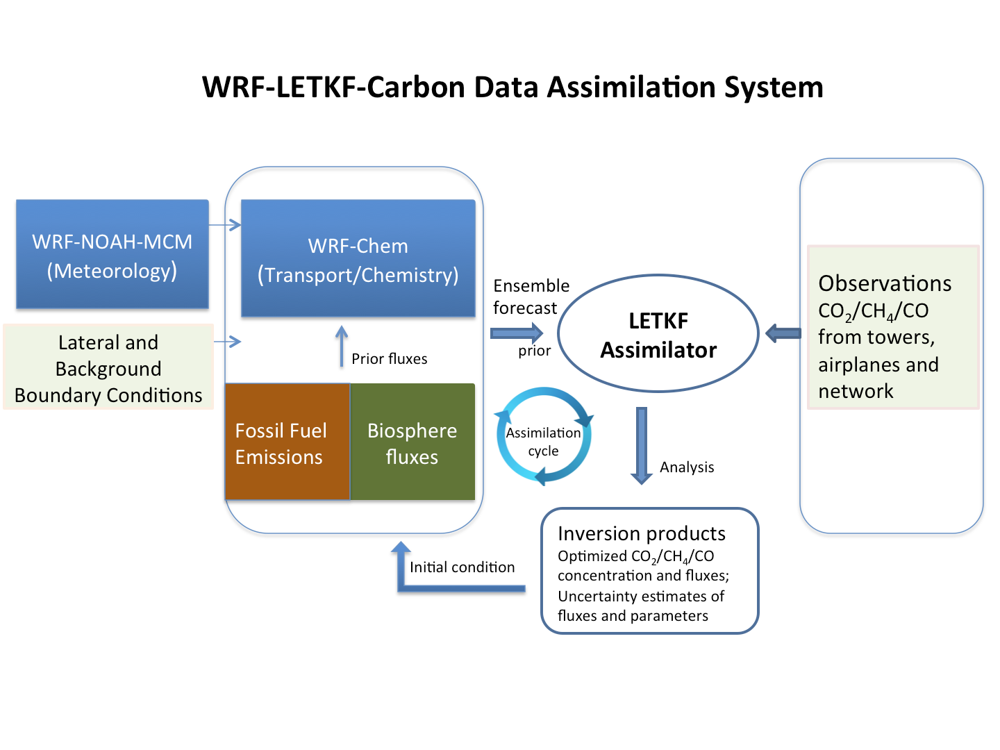 WRF-LETKF-Carbon Data Assimilation System
WRF-NOAH-MCM
(Meteorology)
WRF-Chem
(Transport/Chemistry)
Lateral and
Background
Boundary Conditions
Prior fluxes
Fossil Fuel
Emissions
Biosphere
fluxes
Ensemble
forecast
prior
LETKF
Assimilator
Observations
CO₂/CH₄/CO
from towers,
airplanes and
network
Assimilation
cycle
Analysis
Initial condition
Inversion products
Optimized CO₂/CH₄/CO
concentration and fluxes;
Uncertainty estimates of
fluxes and parameters